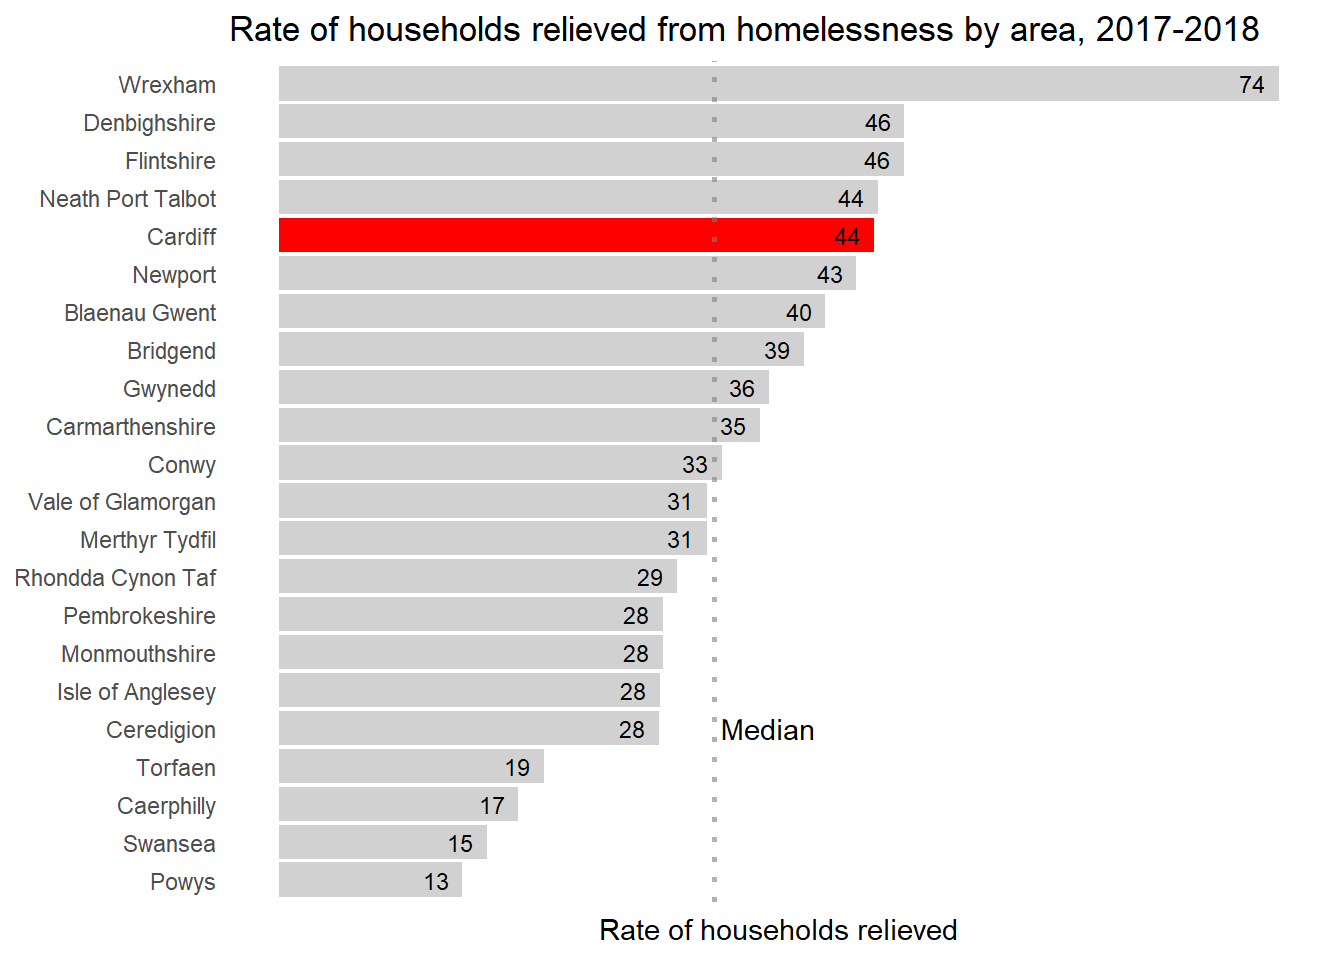 Rate of households relieved from homelessness by area, 2017-2018
Wrexham 74
Denbighshire 46
Flintshire 46
Neath Port Talbot 44
Cardiff 44
Newport 43
Blaenau Gwent 40
Bridgend 39
Gwynedd 36
Carmarthenshire 35
Conwy 33
Vale of Glamorgan 31
Merthyr Tydfil 31
Rhondda Cynon Taf 29
Pembrokeshire 28
Monmouthshire 28
Isle of Anglesey 28
Ceredigion 28 Median
Torfaen 19
Caerphilly 17
Swansea 15
Powys 13
Rate of households relieved